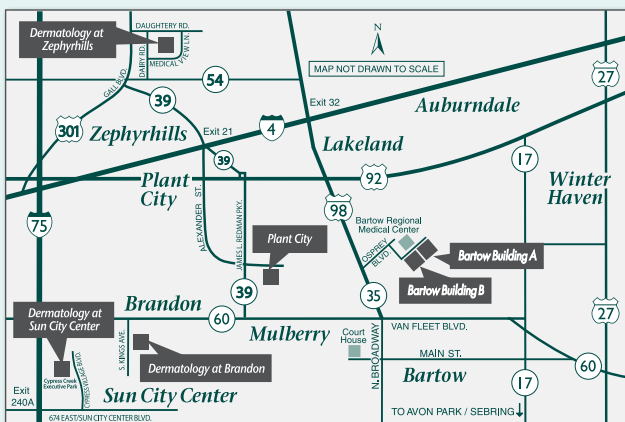 DAUGHTERY RD.
Dermatology at
Zephyrhills
DAIRY RD.
MEDICAL
VIEW LN.
N
MAP NOT DRAWN TO SCALE
27
GALL BLVD.
54
39
Exit 32
Auburndale
301
Zephyrhills
Exit 21
4
Lakeland
39
17
Plant
City
92
Winter
Haven
98
75
ALEXANDER ST.
JAMES L. REDMAN PKY.
Plant City
Bartow Regional
Medical Center
OSPREY
BLVD.
Bartow Building A
Bartow Building B
39
35
Brandon
60
Mulberry
VAN FLEET BLVD.
27
Dermatology at
Sun City Center
S. KINGS AVE.
Dermatology at Brandon
Court
House
N. BROADWAY
MAIN ST.
60
Bartow
17
Cypress Creek
Executive Park
CYPRESS VILLAGE BLVD.
Sun City Center
Exit
240A
674 EAST/SUN CITY CENTER BLVD.
TO AVON PARK / SEBRING